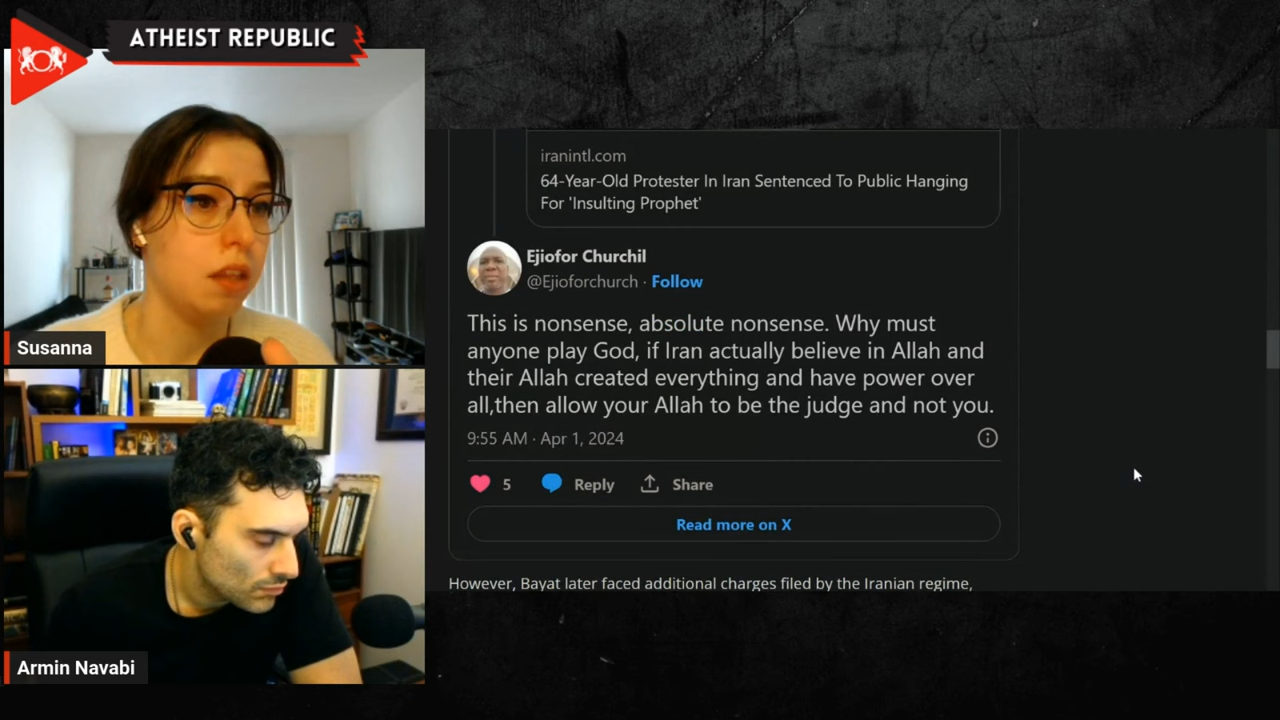 ATHEIST REPUBLIC
Susanna
Armin Navabi
iranintl.com
64-Year-Old Protester In Iran Sentenced To Public Hanging
For 'Insulting Prophet'
Ejiofor Churchil
@Ejioforchurch · Follow
This is nonsense, absolute nonsense. Why must
anyone play God, if Iran actually believe in Allah and
their Allah created everything and have power over
all,then allow your Allah to be the judge and not you.
9:55 AM · Apr 1, 2024
5 Reply Share
Read more on X
However, Bayat later faced additional charges filed by the Iranian regime,